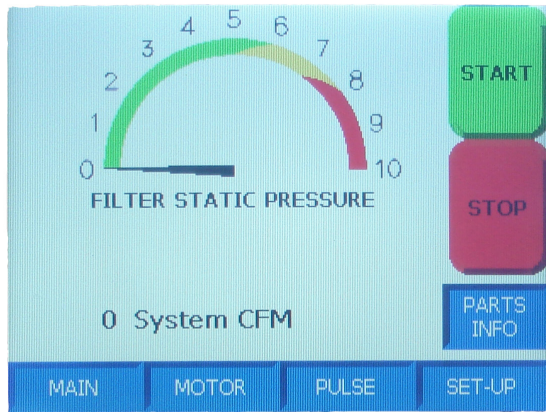 5
4 6
3 7
2 8
1 9
0 10
FILTER STATIC PRESSURE
START
STOP
0 System CFM
PARTS
INFO
MAIN MOTOR PULSE SET-UP